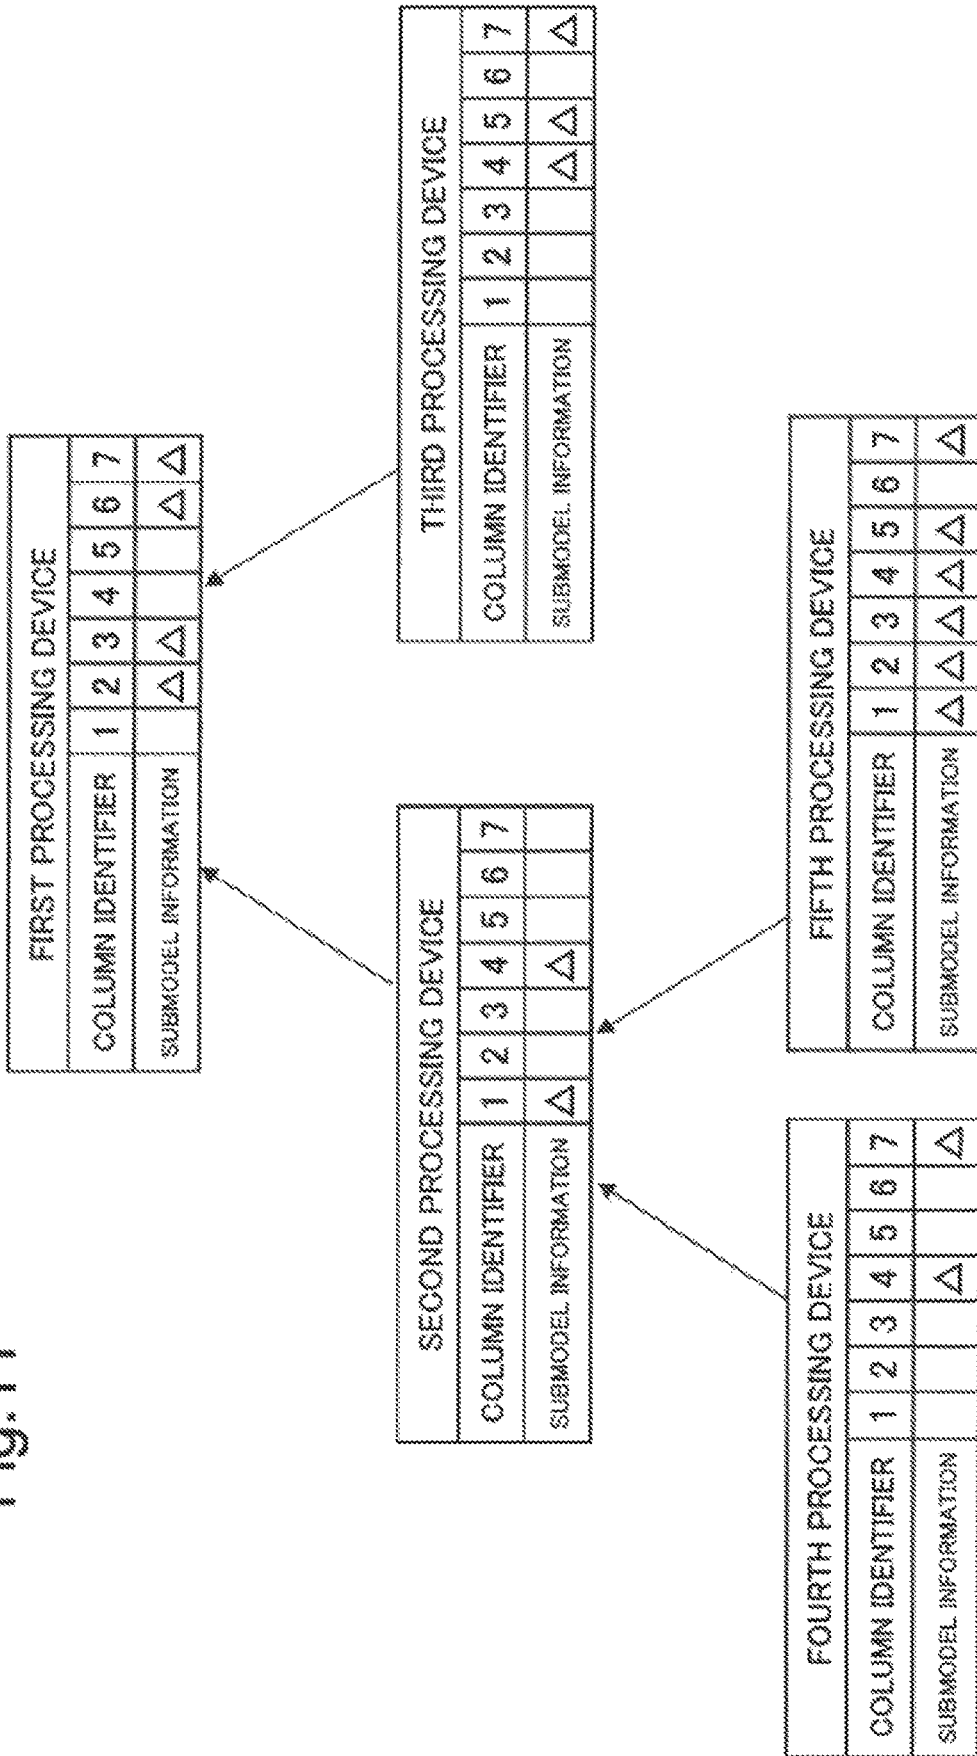 Fig. 11
FIRST PROCESSING DEVICE
COLUMN IDENTIFIER 1 2 3 4 5 6 7
SUBMODEL INFORMATION △ △ △ △
SECOND PROCESSING DEVICE
COLUMN IDENTIFIER 1 2 3 4 5 6 7
SUBMODEL INFORMATION △ △
THIRD PROCESSING DEVICE
COLUMN IDENTIFIER 1 2 3 4 5 6 7
SUBMODEL INFORMATION △ △ △
FOURTH PROCESSING DEVICE
COLUMN IDENTIFIER 1 2 3 4 5 6 7
SUBMODEL INFORMATION △ △
FIFTH PROCESSING DEVICE
COLUMN IDENTIFIER 1 2 3 4 5 6 7
SUBMODEL INFORMATION △ △ △ △ △ △